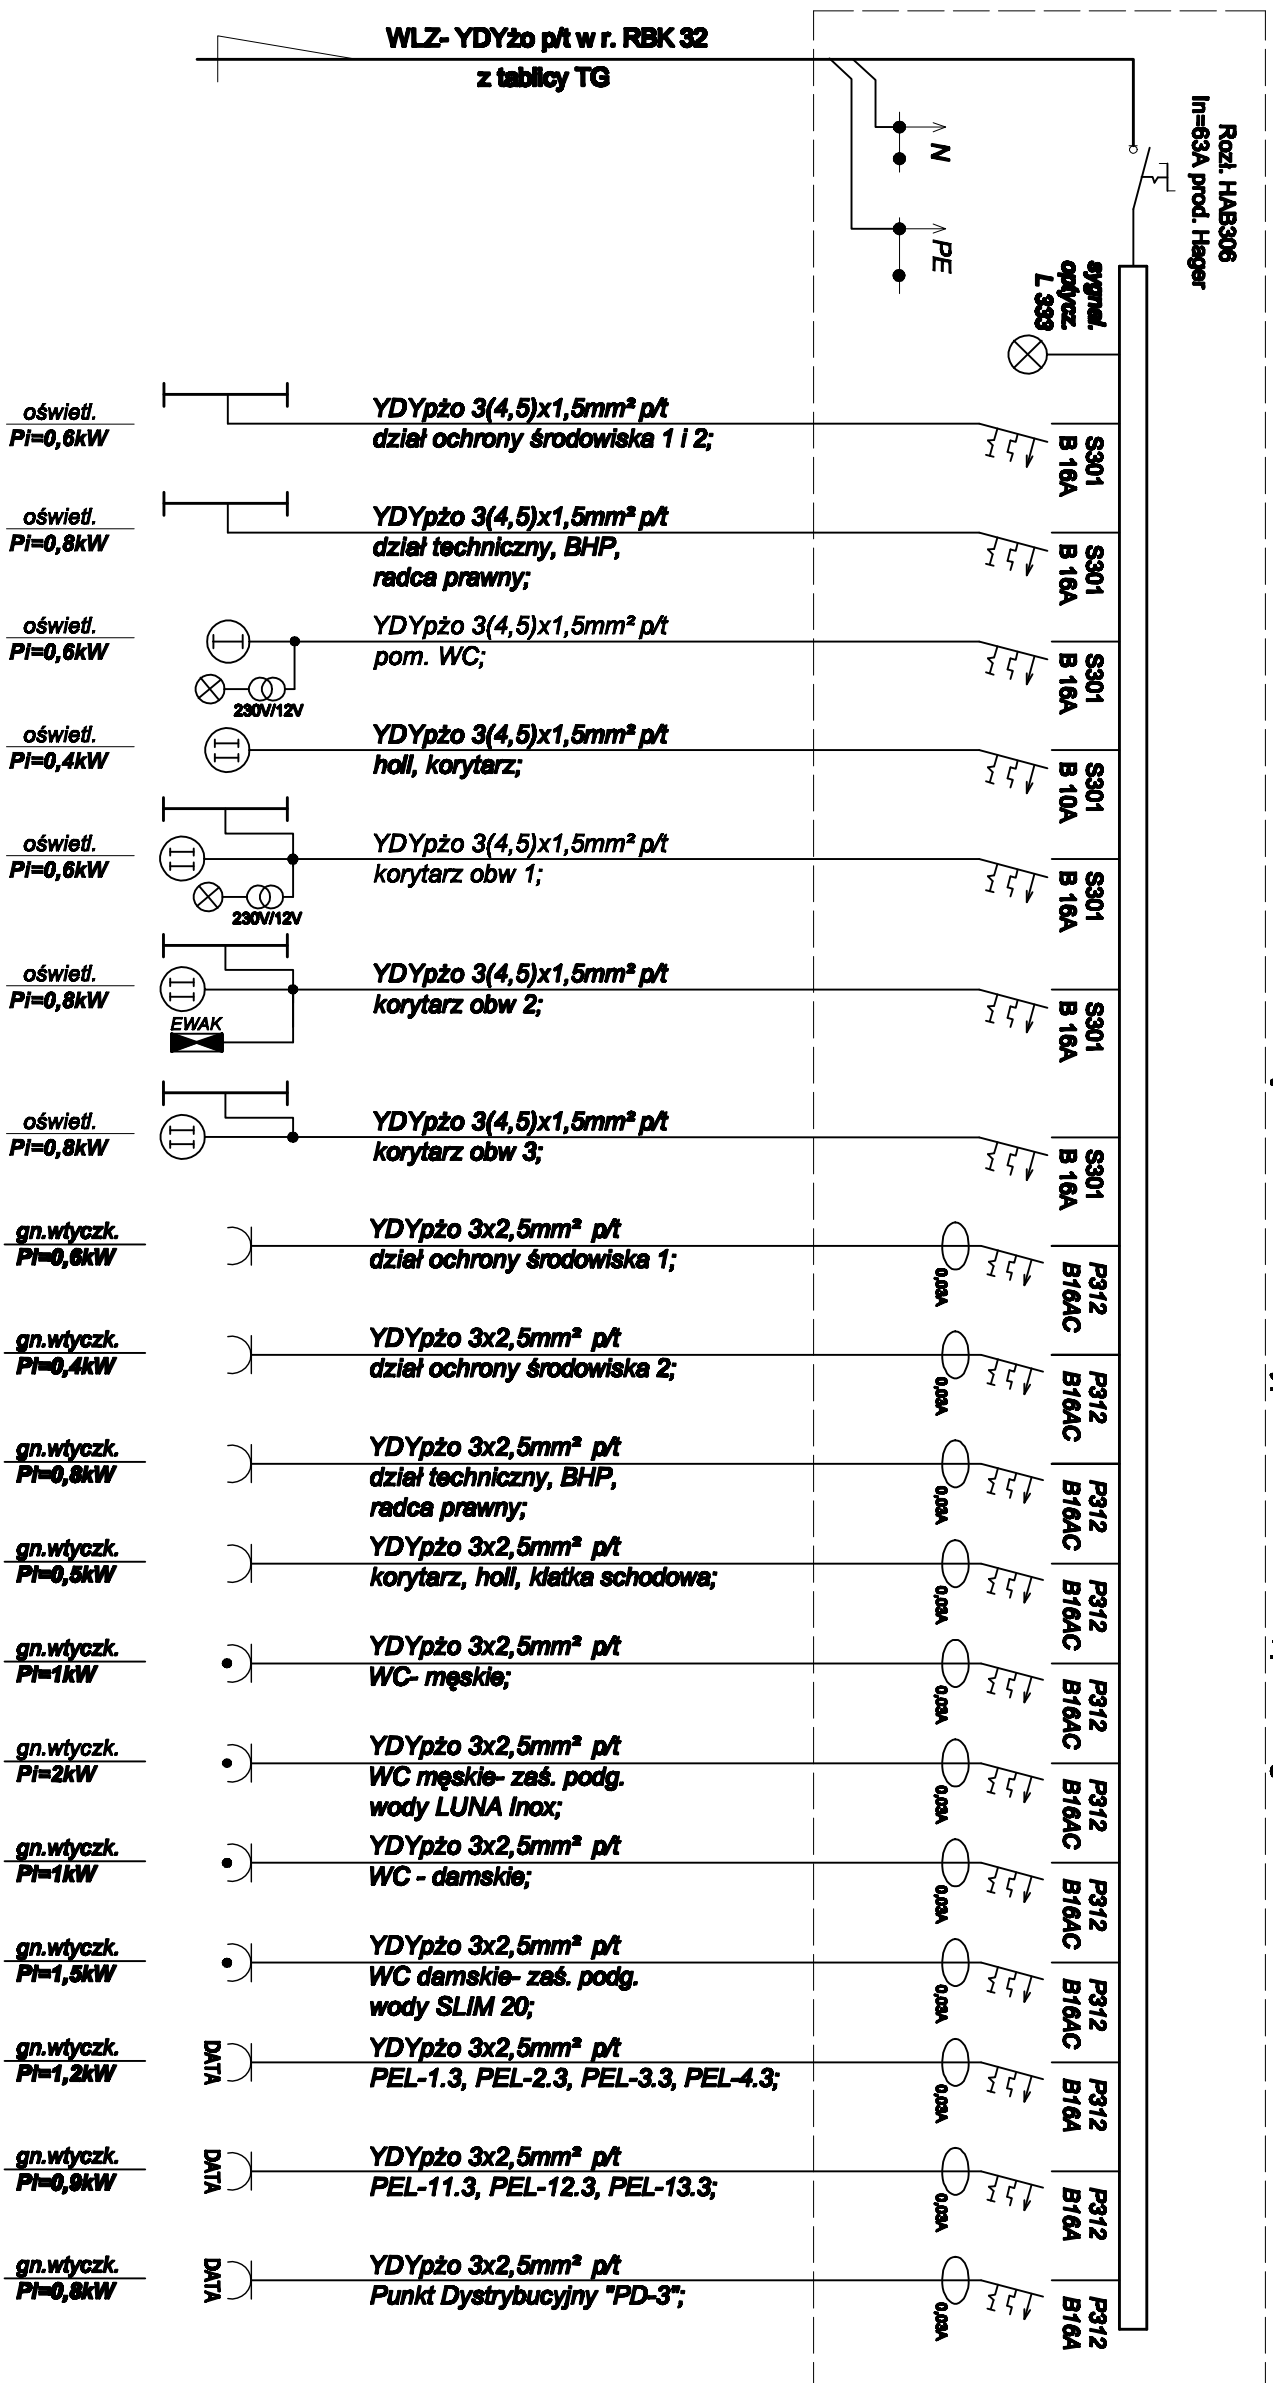 WLZ- YDYżo p/t w r. RBK 32
z tablicy TG
Rozł. HAB306
In=63A prod. Hager
N
PE
sygnal.
optycz.
L 333
oświetl.
Pi=0,6kW
YDYpżo 3(4,5)x1,5mm² p/t
dział ochrony środowiska 1 i 2;
S301
B 16A
oświetl.
Pi=0,8kW
YDYpżo 3(4,5)x1,5mm² p/t
dział techniczny, BHP,
radca prawny;
S301
B 16A
oświetl.
Pi=0,6kW
230V/12V
YDYpżo 3(4,5)x1,5mm² p/t
pom. WC;
S301
B 16A
oświetl.
Pi=0,4kW
YDYpżo 3(4,5)x1,5mm² p/t
holl, korytarz;
S301
B 10A
oświetl.
Pi=0,6kW
230V/12V
YDYpżo 3(4,5)x1,5mm² p/t
korytarz obw 1;
S301
B 16A
oświetl.
Pi=0,8kW
EWAK
YDYpżo 3(4,5)x1,5mm² p/t
korytarz obw 2;
S301
B 16A
oświetl.
Pi=0,8kW
YDYpżo 3(4,5)x1,5mm² p/t
korytarz obw 3;
S301
B 16A
gn.wtyczk.
Pi=0,6kW
YDYpżo 3x2,5mm² p/t
dział ochrony środowiska 1;
0,03A
P312
B16AC
gn.wtyczk.
Pi=0,4kW
YDYpżo 3x2,5mm² p/t
dział ochrony środowiska 2;
0,03A
P312
B16AC
gn.wtyczk.
Pi=0,8kW
YDYpżo 3x2,5mm² p/t
dział techniczny, BHP,
radca prawny;
0,03A
P312
B16AC
gn.wtyczk.
Pi=0,5kW
YDYpżo 3x2,5mm² p/t
korytarz, holl, klatka schodowa;
0,03A
P312
B16AC
gn.wtyczk.
Pi=1kW
YDYpżo 3x2,5mm² p/t
WC- męskie;
0,03A
P312
B16AC
gn.wtyczk.
Pi=2kW
YDYpżo 3x2,5mm² p/t
WC męskie- zaś. podg.
wody LUNA Inox;
0,03A
P312
B16AC
gn.wtyczk.
Pi=1kW
YDYpżo 3x2,5mm² p/t
WC - damskie;
0,03A
P312
B16AC
gn.wtyczk.
Pi=1,5kW
YDYpżo 3x2,5mm² p/t
WC damskie- zaś. podg.
wody SLIM 20;
0,03A
P312
B16AC
gn.wtyczk.
Pi=1,2kW
DATA
YDYpżo 3x2,5mm² p/t
PEL-1.3, PEL-2.3, PEL-3.3, PEL-4.3;
0,03A
P312
B16A
gn.wtyczk.
Pi=0,9kW
DATA
YDYpżo 3x2,5mm² p/t
PEL-11.3, PEL-12.3, PEL-13.3;
0,03A
P312
B16A
gn.wtyczk.
Pi=0,8kW
DATA
YDYpżo 3x2,5mm² p/t
Punkt Dystrybucyjny "PD-3";
0,03A
P312
B16A